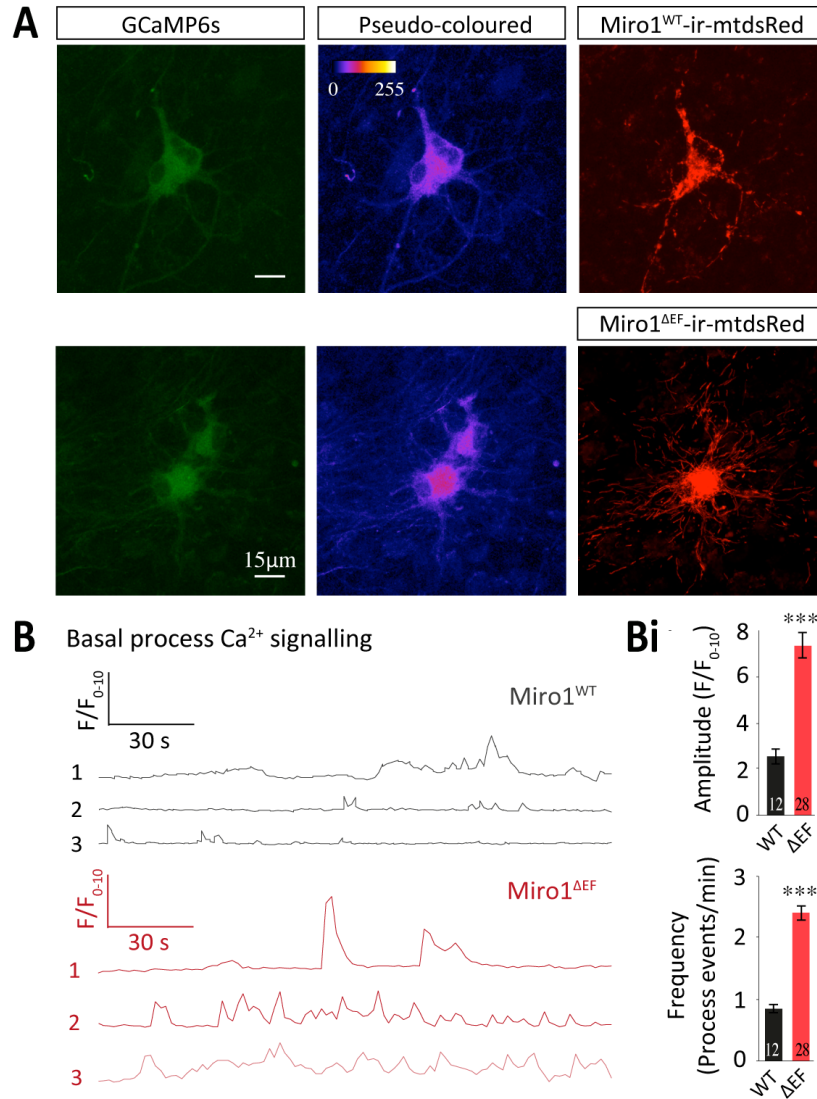 A
GCaMP6s
Pseudo-coloured
Miro1ᵂᵀ-ir-mtdsRed
0 255
Miro1ᐞᴱᶠ-ir-mtdsRed
15μm
B Basal process Ca²⁺ signalling
F/F₀₋₁₀
30 s
Miro1ᵂᵀ
1
2
3
F/F₀₋₁₀
30 s
Miro1ᐞᴱᶠ
1
2
3
Bi
Amplitude (F/F₀₋₁₀)
8
6
4
2
0
***
12
28
WT
ΔEF
Frequency
(Process events/min)
3
2
1
0
***
12
28
WT
ΔEF